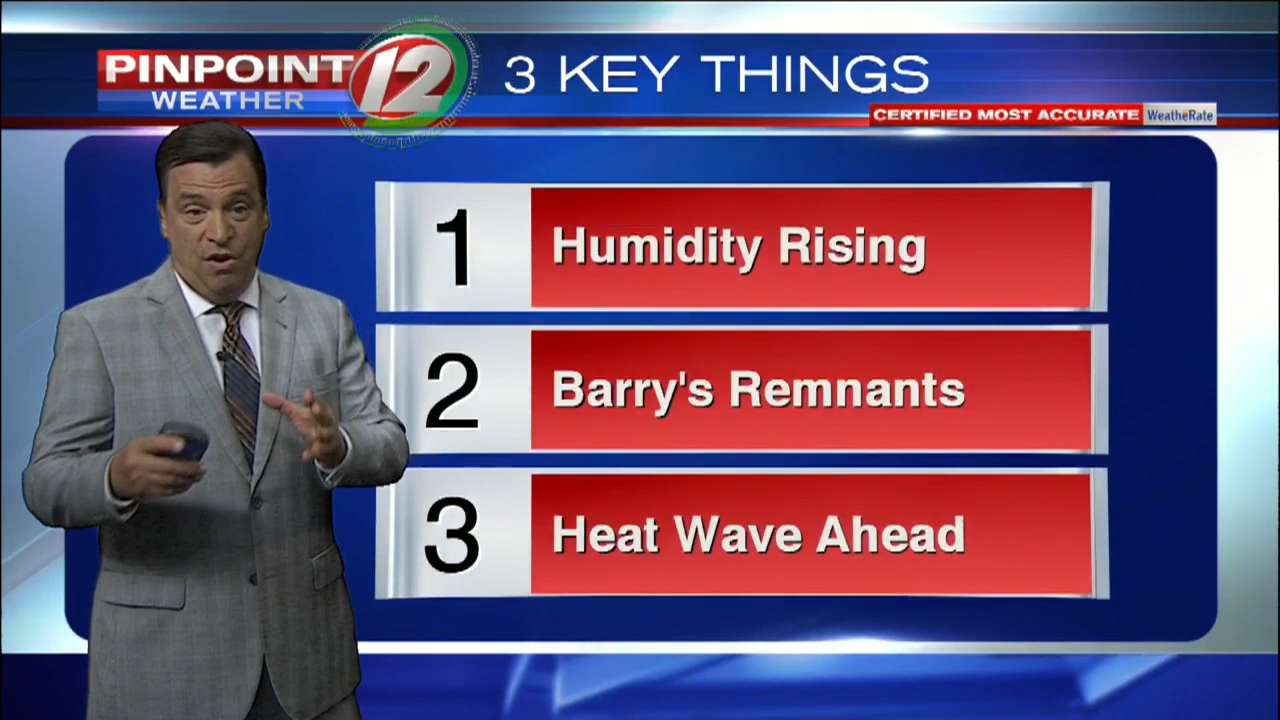 PINPOINT 12
WEATHER
3 KEY THINGS
CERTIFIED MOST ACCURATE WeatheRate
1 Humidity Rising
2 Barry's Remnants
3 Heat Wave Ahead